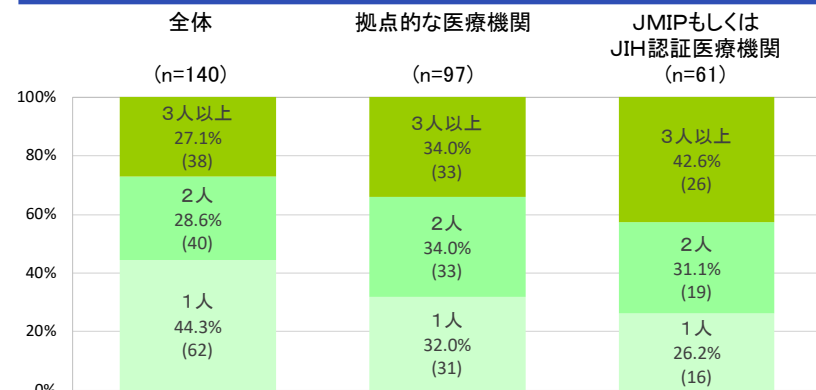 全体
(n=140)
拠点的な医療機関
(n=97)
JMIPもしくは
JIH認証医療機関
(n=61)
100%
80%
60%
40%
20%
0%
3人以上
27.1%
(38)
2人
28.6%
(40)
1人
44.3%
(62)
3人以上
34.0%
(33)
2人
34.0%
(33)
1人
32.0%
(31)
3人以上
42.6%
(26)
2人
31.1%
(19)
1人
26.2%
(16)